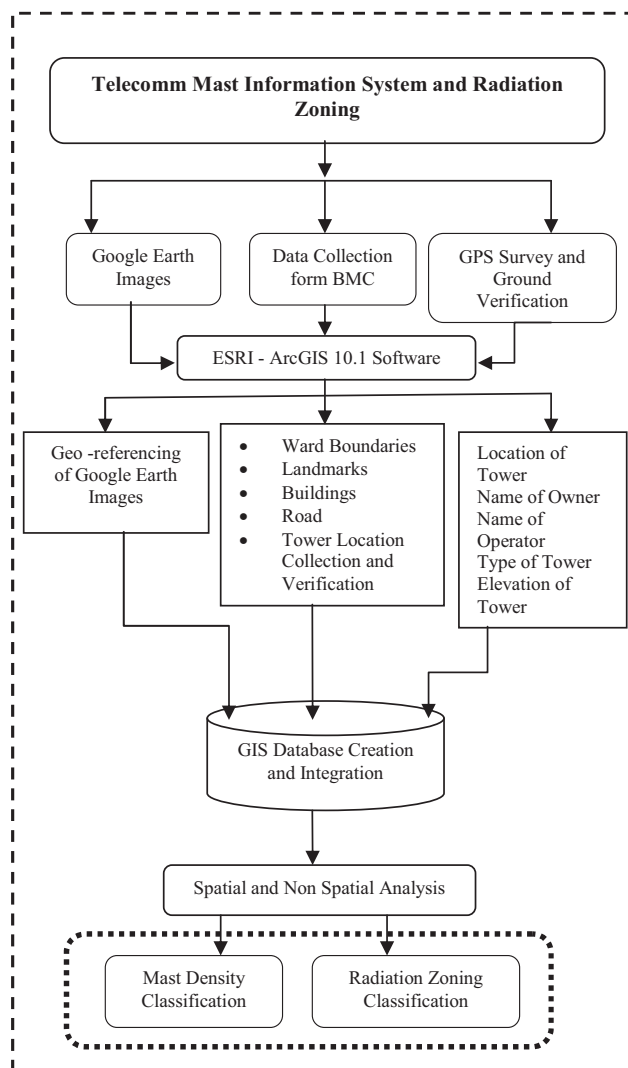 Telecomm Mast Information System and Radiation
Zoning
Google Earth
Images
Data Collection
form BMC
GPS Survey and
Ground
Verification
ESRI - ArcGIS 10.1 Software
Geo -referencing
of Google Earth
Images
• Ward Boundaries
• Landmarks
• Buildings
• Road
• Tower Location
Collection and
Verification
Location of
Tower
Name of Owner
Name of
Operator
Type of Tower
Elevation of
Tower
GIS Database Creation
and Integration
Spatial and Non Spatial Analysis
Mast Density
Classification
Radiation Zoning
Classification